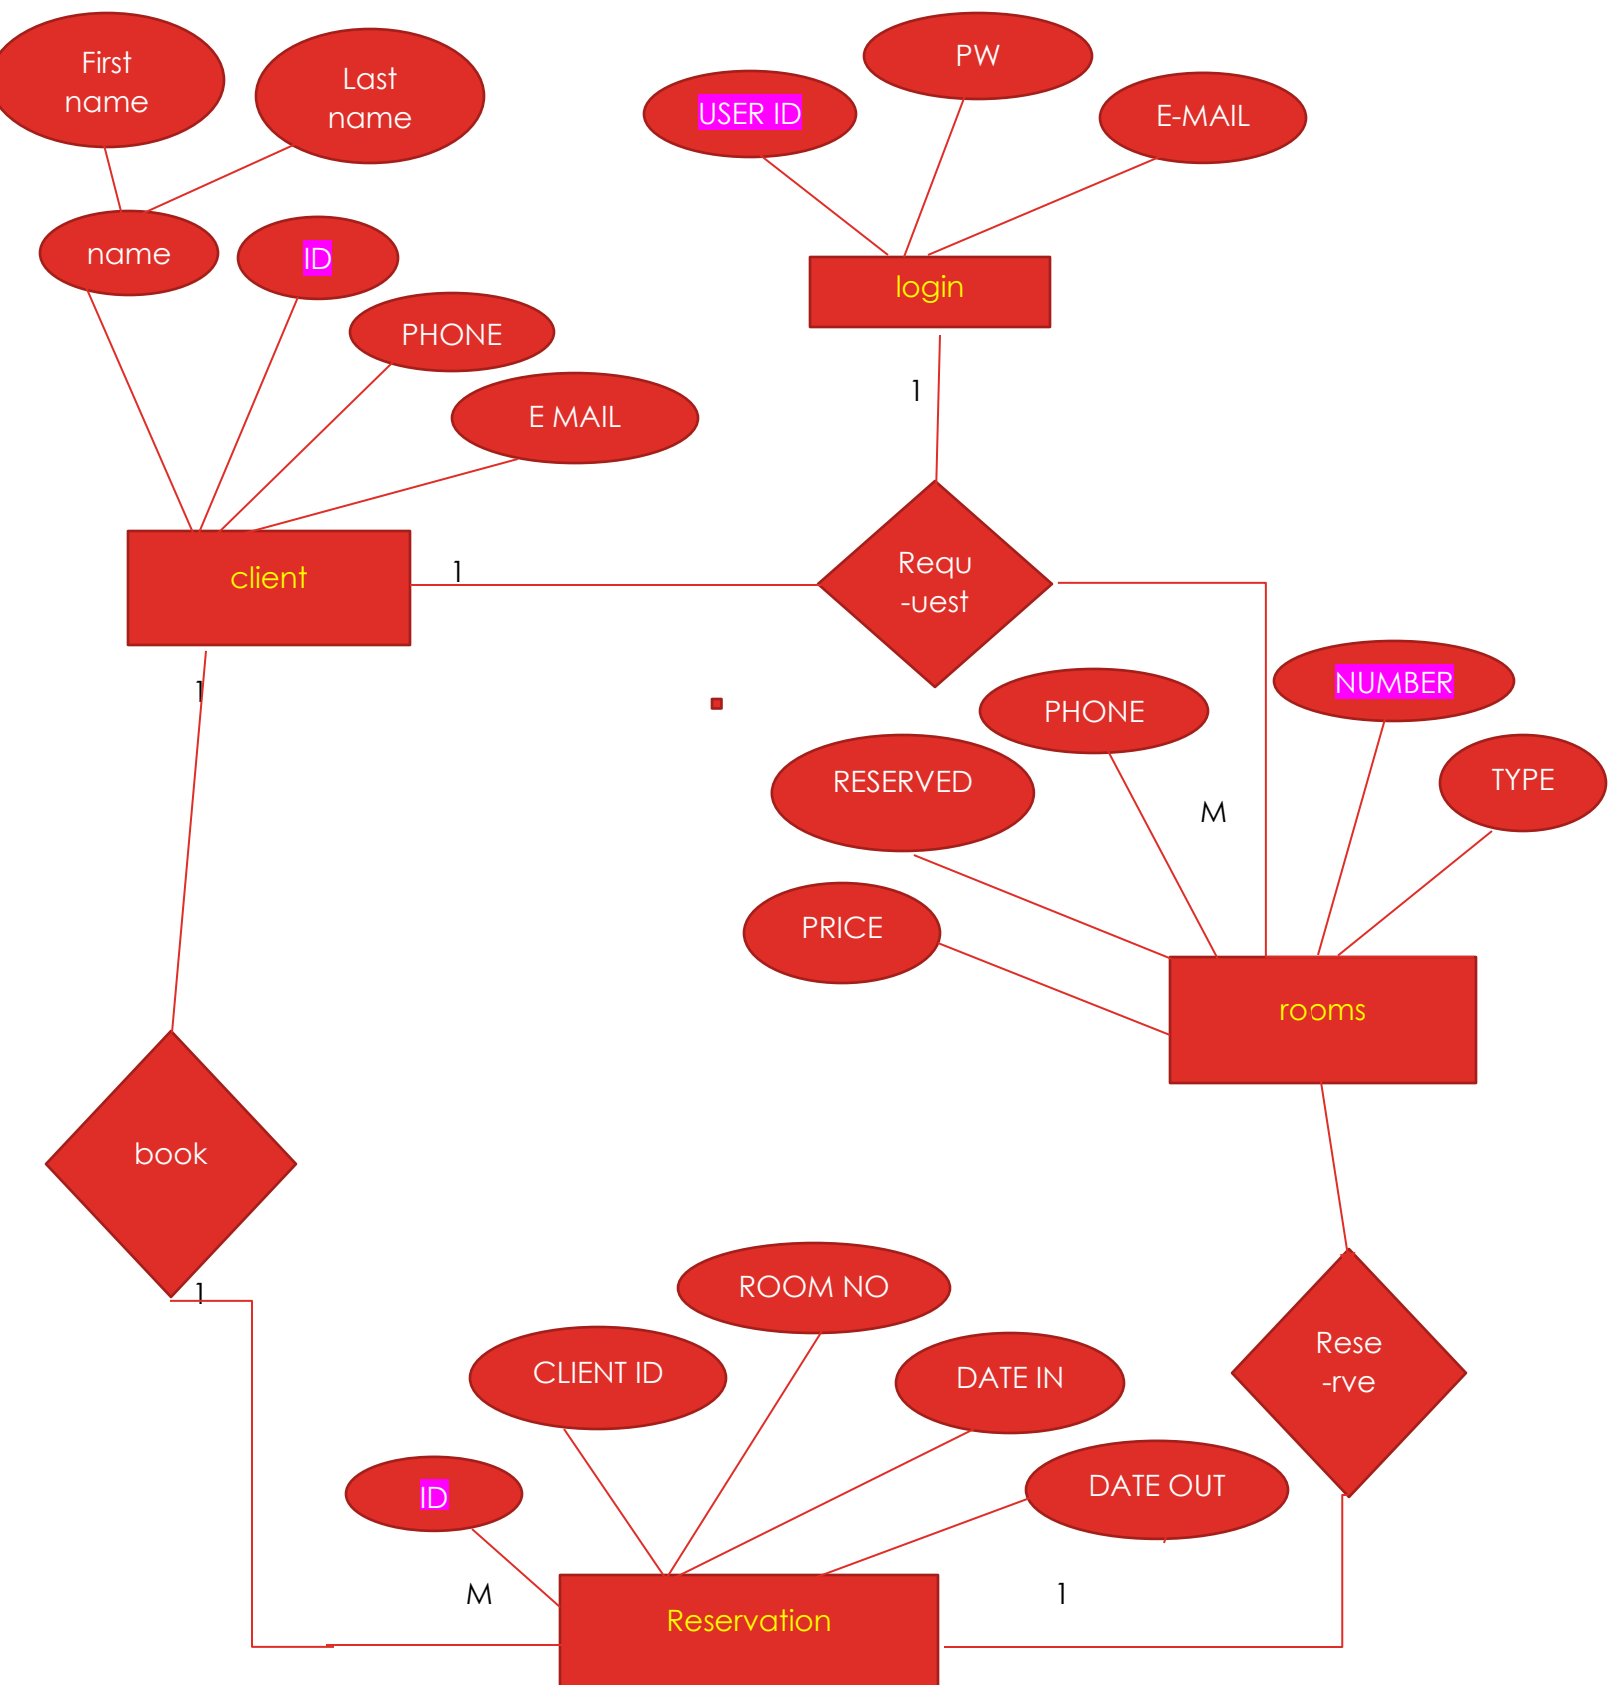 First
name
Last
name
PW
USER ID
E-MAIL
name
ID
PHONE
E MAIL
login
1
client
1
Requ
-uest
1
PHONE
NUMBER
RESERVED
TYPE
M
PRICE
rooms
book
1
ROOM NO
CLIENT ID
DATE IN
Rese
-rve
ID
DATE OUT
M
1
Reservation